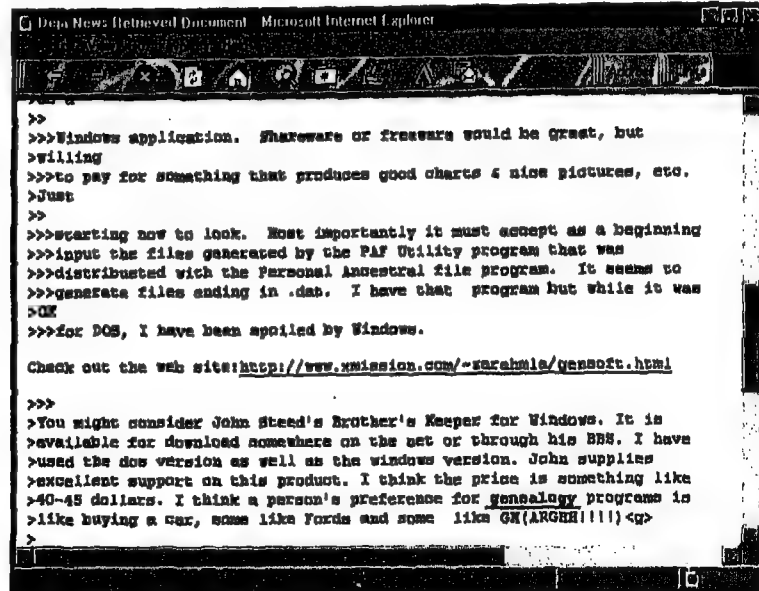 Deja News Retrieved Document - Microsoft Internet Explorer
>>
>>>Windows application. Shareware or freeware would be great, but
>willing
>>>to pay for something that produces good charts & nice pictures, etc.
>Just
>>
>>>starting now to look. Most importantly it must accept as a beginning
>>>input the files generated by the PAF Utility program that was
>>>distributed with the Personal Ancestral file program. It seems to
>>>generate files ending in .dat. I have that program but while it was
>OK
>>>for DOS, I have been spoiled by Windows.
Check out the web site:http://www.xmission.com/~sarahmla/gensoft.html
>>>
>You might consider John Steed's Brother's Keeper for Windows. It is
>available for download somewhere on the net or through his BBS. I have
>used the dos version as well as the windows version. John supplies
>excellent support on this product. I think the price is something like
>40-45 dollars. I think a person's preference for genealogy programs is
>like buying a car, some like Fords and some like GM(ARGHH!!!!)<g>
>